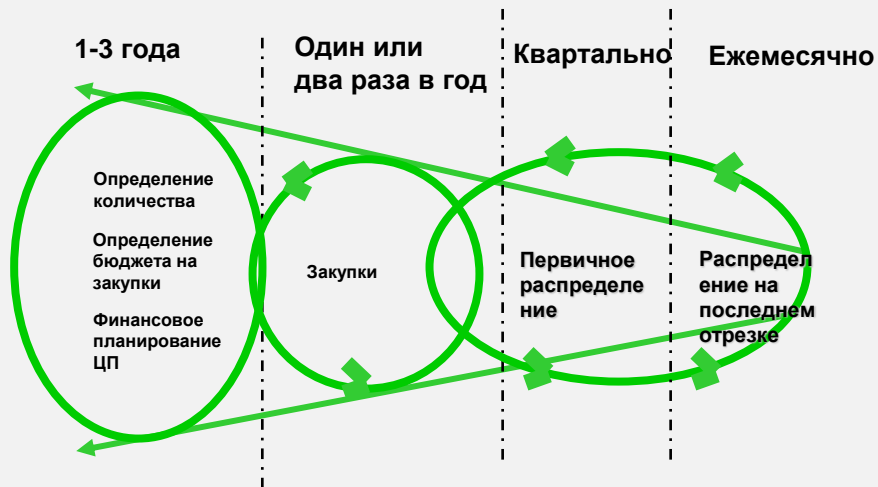 1-3 года
Один или
два раза в год
Квартально
Ежемесячно
Определение
количества
Определение
бюджета на
закупки
Финансовое
планирование
ЦП
Закупки
Первичное
распределе
ние
Распредел
ение на
последнем
отрезке